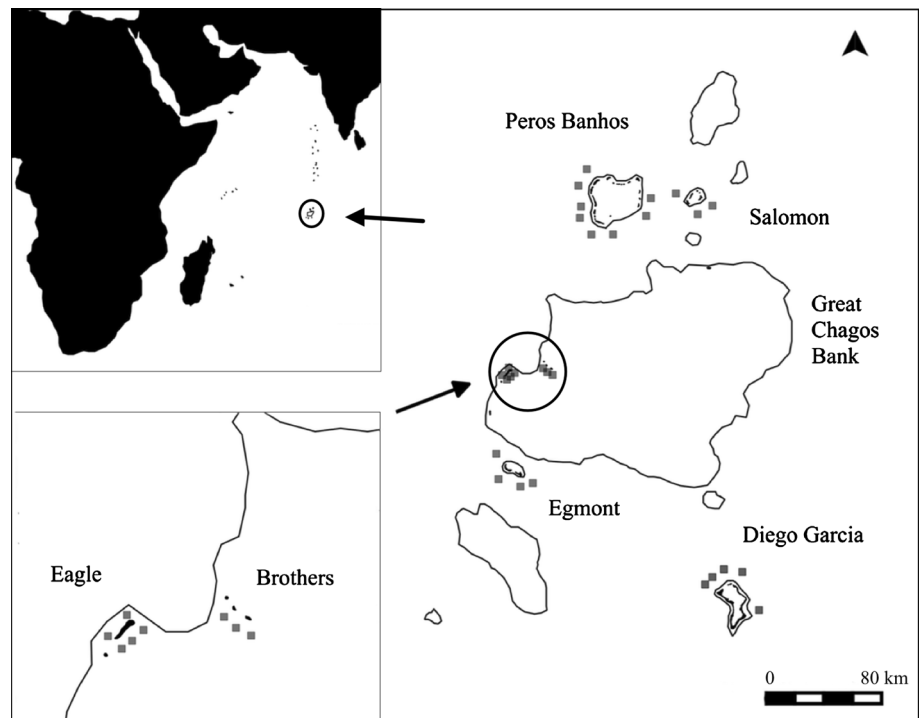 Peros Banhos
Salomon
Great
Chagos
Bank
Egmont
Diego Garcia
Eagle
Brothers
0 80 km